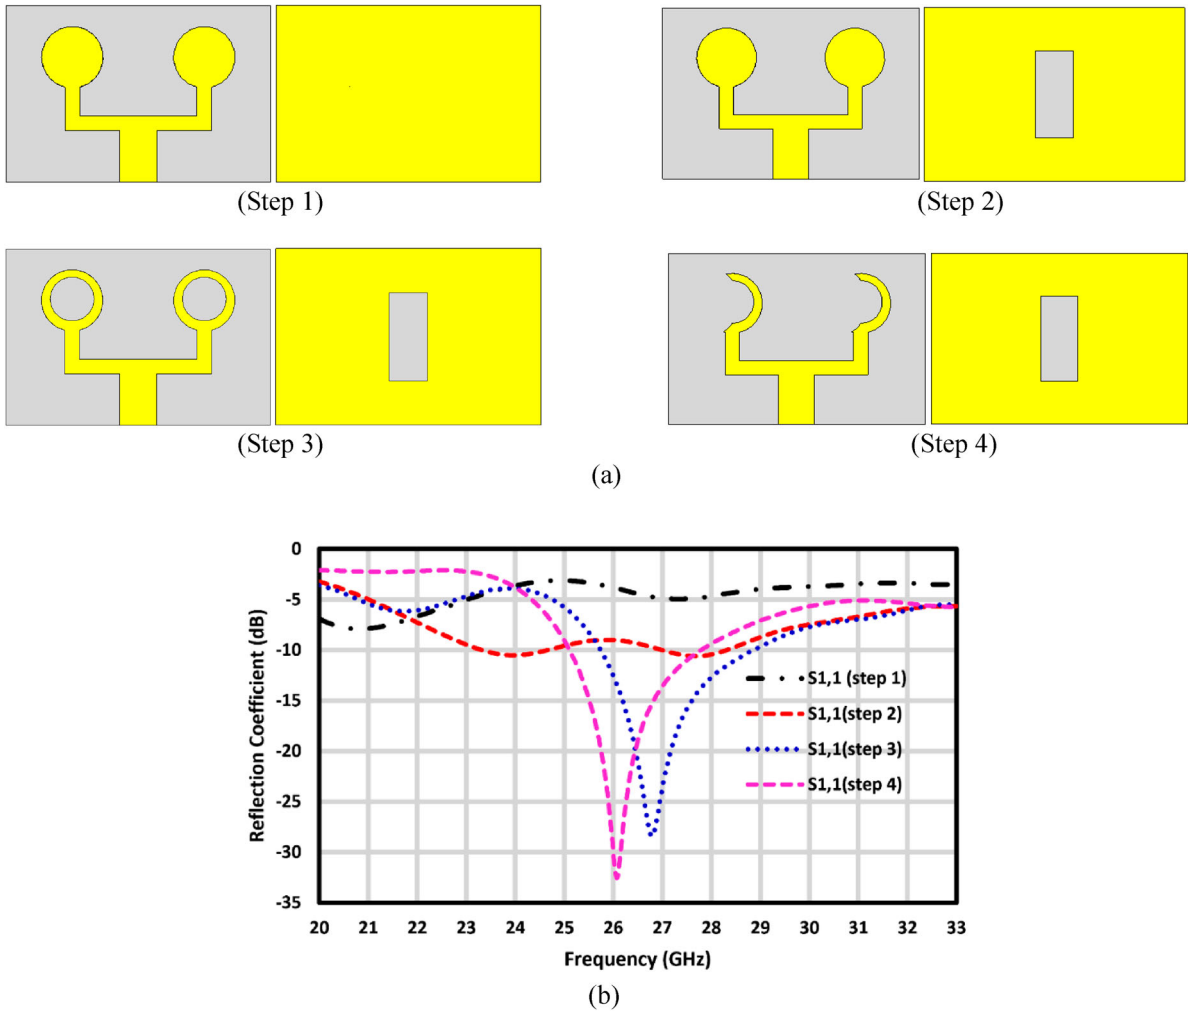 (Step 1)
(Step 2)
(Step 3)
(Step 4)
(a)
Reflection Coefficient (dB)
0
-5
-10
-15
-20
-25
-30
-35
S1,1 (step 1)
S1,1(step 2)
S1,1(step 3)
S1,1(step 4)
20 21 22 23 24 25 26 27 28 29 30 31 32 33
Frequency (GHz)
(b)